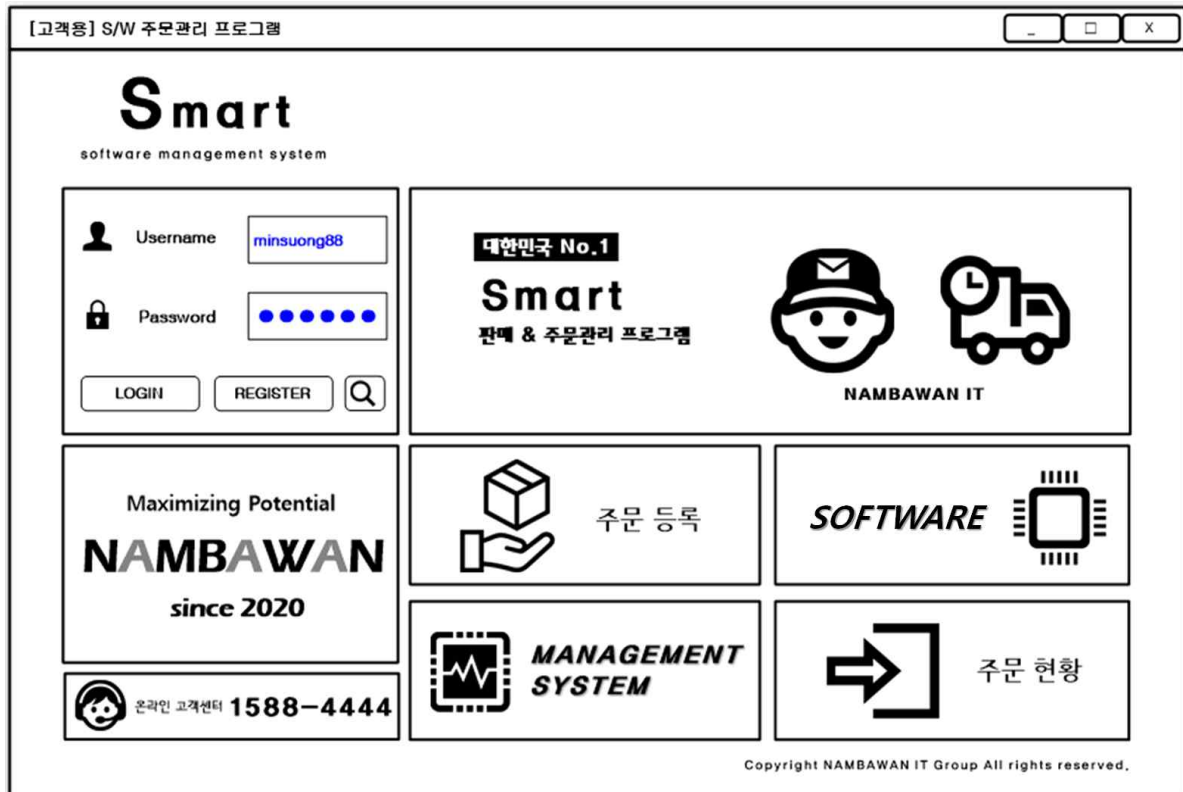 [고객용] S/W 주문관리 프로그램
Smart
software management system
Username
minsuong88
Password
LOGIN
REGISTER
대한민국 No.1
Smart
판매 & 주문관리 프로그램
NAMBAWAN IT
Maximizing Potential
NAMBAWAN
since 2020
주문 등록
SOFTWARE
MANAGEMENT
SYSTEM
주문 현황
온라인 고객센터 1588-4444
Copyright NAMBAWAN IT Group All rights reserved.